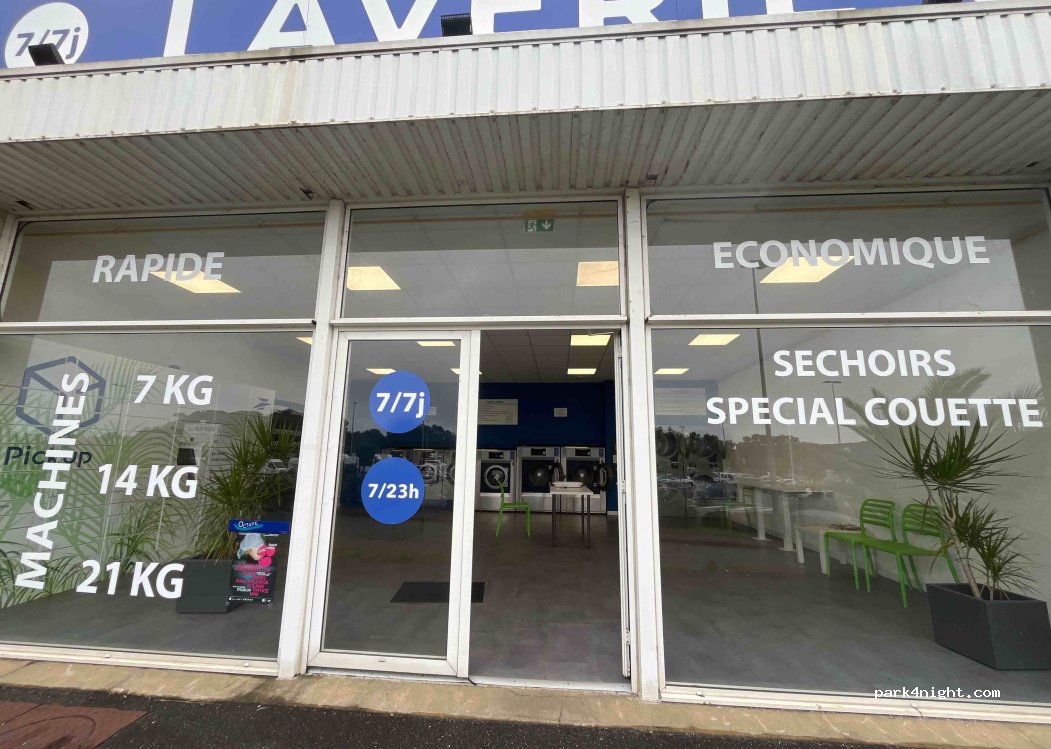 7/7j
LAVERIE
RAPIDE
ECONOMIQUE
MACHINES
7 KG
14 KG
21 KG
Pickup
7/7j
7/23h
SECHOIRS
SPECIAL COUETTE
park4night.com